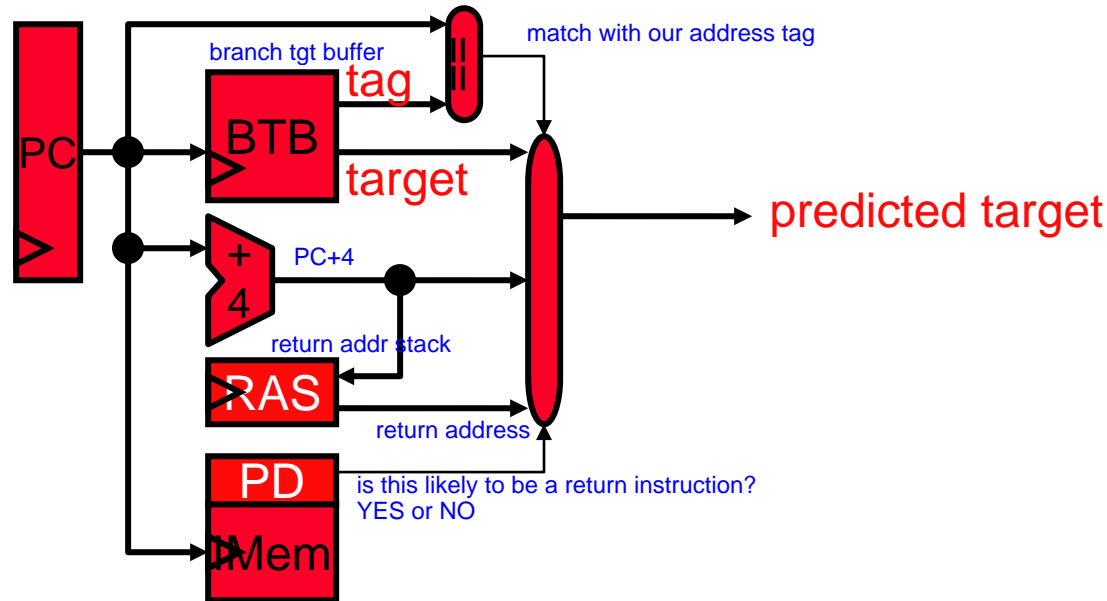 match with our address tag
branch tgt buffer
tag
==
PC
BTB
target
predicted target
+
4
PC+4
return addr stack
RAS
return address
PD
is this likely to be a return instruction?
YES or NO
IMem